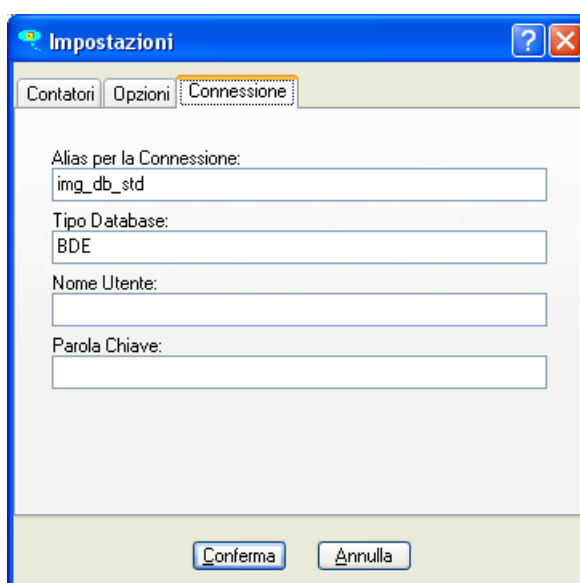 Impostazioni
Contatori Opzioni Connessione
Alias per la Connessione:
img_db_std
Tipo Database:
BDE
Nome Utente:
Parola Chiave:
Conferma Annulla